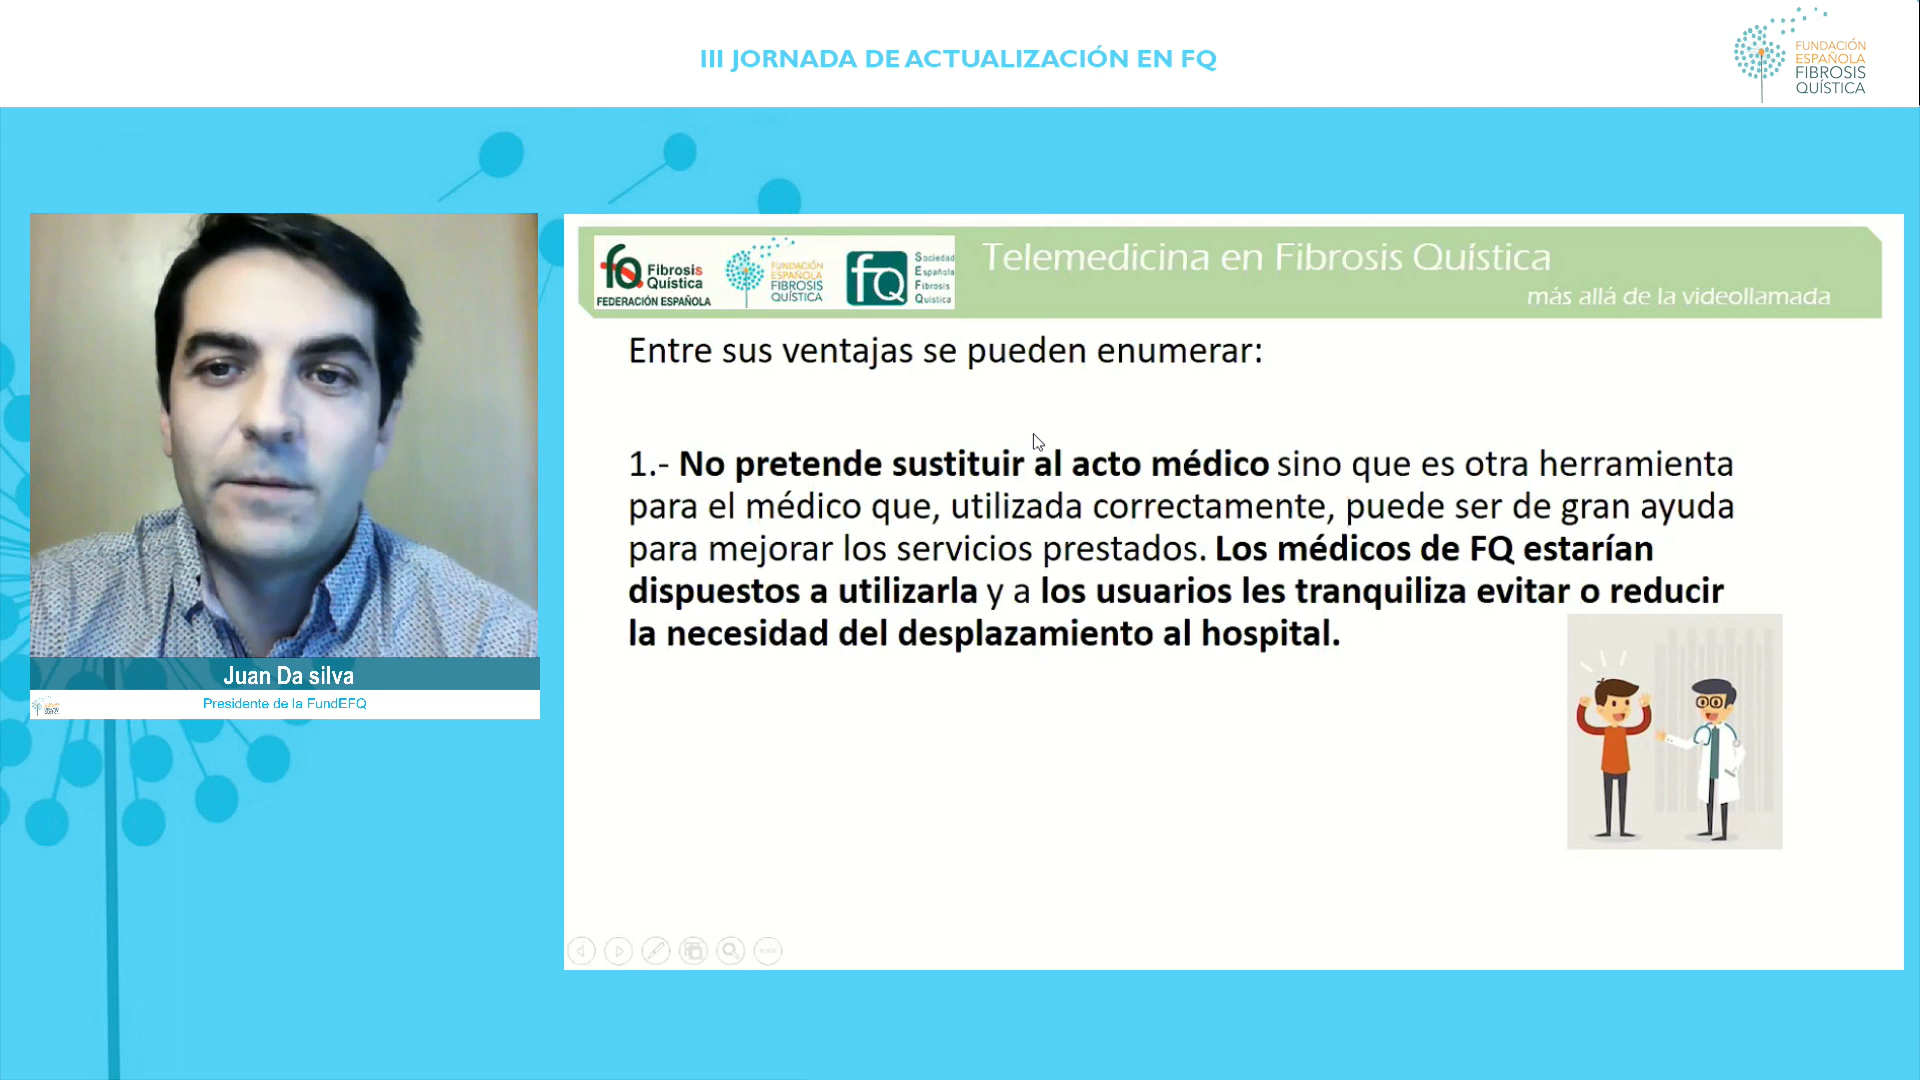 III JORNADA DE ACTUALIZACIÓN EN FQ
FUNDACIÓN
ESPAÑOLA
FIBROSIS
QUÍSTICA
fQ Fibrosis
Quística
FEDERACIÓN ESPAÑOLA
FUNDACIÓN
ESPAÑOLA
FIBROSIS
QUÍSTICA
fQ
Sociedad
Española
Fibrosis
Quística
Telemedicina en Fibrosis Quística
más allá de la videollamada
Entre sus ventajas se pueden enumerar:
1.- No pretende sustituir al acto médico sino que es otra herramienta
para el médico que, utilizada correctamente, puede ser de gran ayuda
para mejorar los servicios prestados. Los médicos de FQ estarían
dispuestos a utilizarla y a los usuarios les tranquiliza evitar o reducir
la necesidad del desplazamiento al hospital.
Juan Da silva
Presidente de la FundEFQ